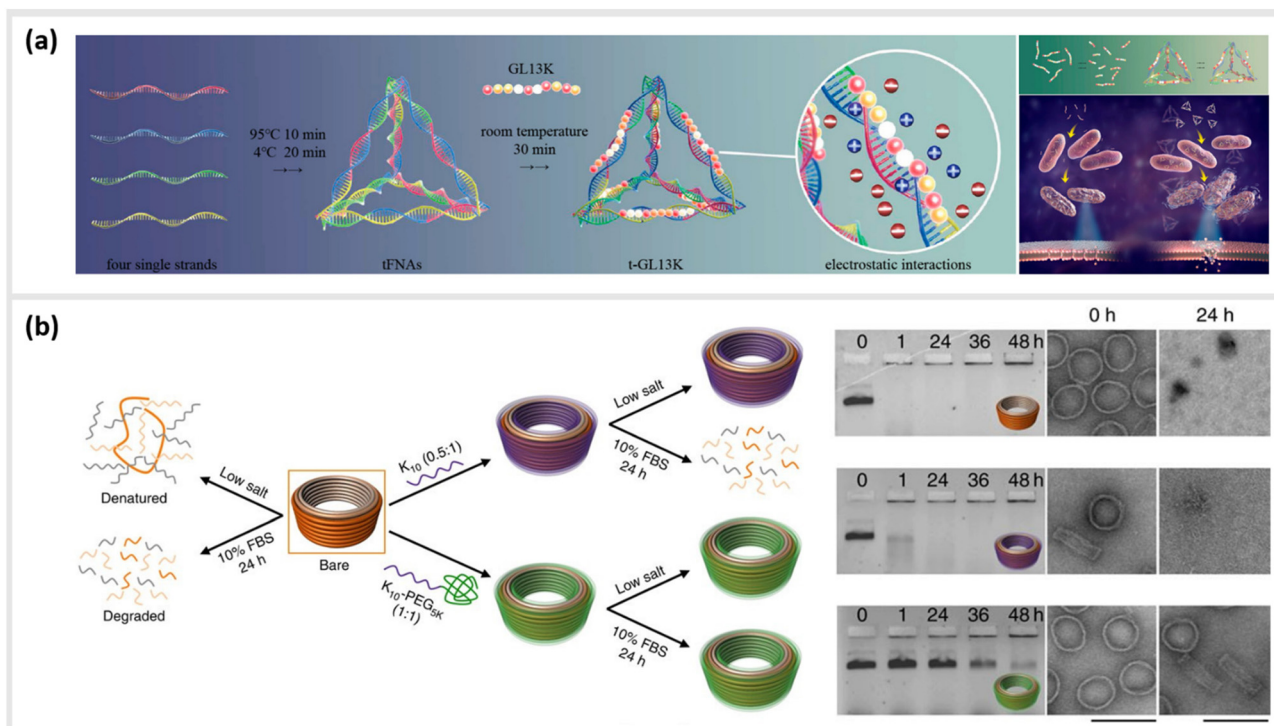 (a)
GL13K
95°C 10 min
4°C 20 min
→→
room temperature
30 min
→→
four single strands
tFNAs
t-GL13K
electrostatic interactions
(b)
0 h
24 h
0 1 24 36 48 h
Low salt
K₁₀ (0.5:1)
10% FBS
24 h
Low salt
Denatured
10% FBS
24 h
Bare
Degraded
K₁₀-PEG₅K
(1:1)
0 1 24 36 48 h
Low salt
10% FBS
24 h
0 1 24 36 48 h